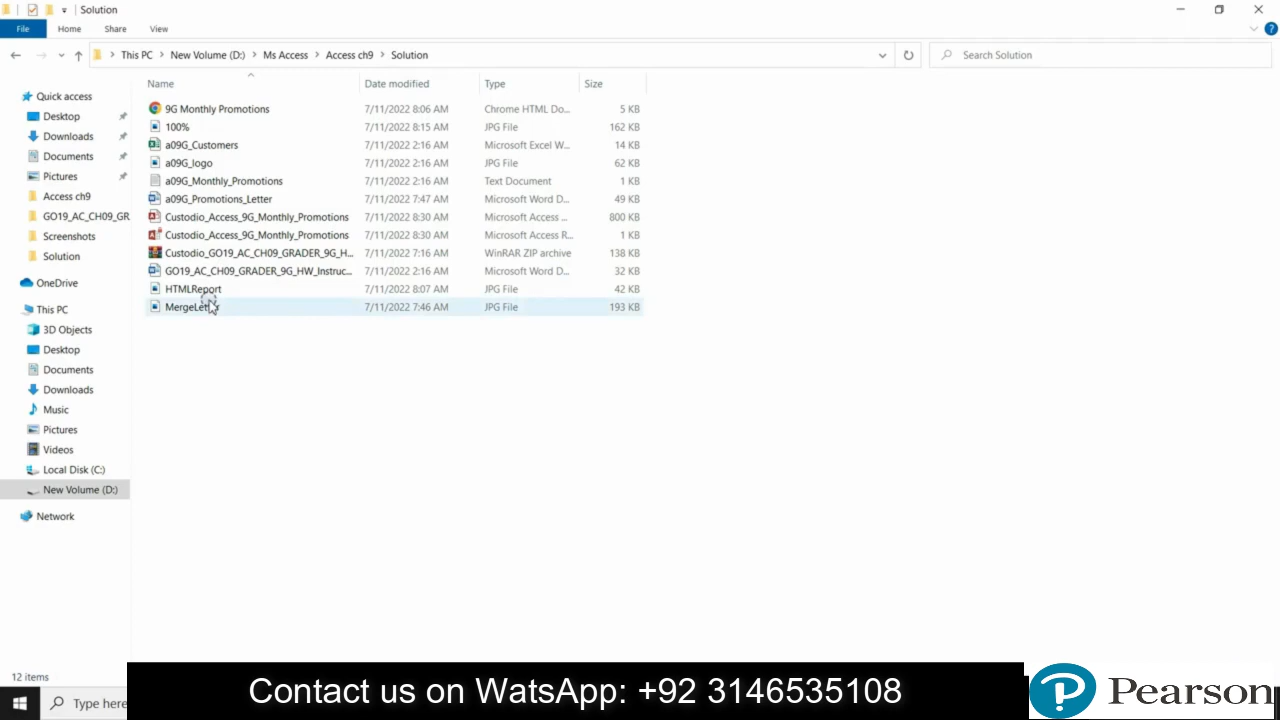 Solution
File Home Share View
This PC New Volume (D:) Ms Access Access ch9 Solution
Search Solution
Name Date modified Type Size
Quick access
Desktop
Downloads
Documents
Pictures
Access ch9
GO19_AC_CH09_GR
Screenshots
Solution
OneDrive
This PC
3D Objects
Desktop
Documents
Downloads
Music
Pictures
Videos
Local Disk (C:)
New Volume (D:)
Network
9G Monthly Promotions 7/11/2022 8:06 AM Chrome HTML Do... 5 KB
100% 7/11/2022 8:15 AM JPG File 162 KB
a09G_Customers 7/11/2022 2:16 AM Microsoft Excel W... 14 KB
a09G_logo 7/11/2022 2:16 AM JPG File 62 KB
a09G_Monthly_Promotions 7/11/2022 2:16 AM Text Document 1 KB
a09G_Promotions_Letter 7/11/2022 7:47 AM Microsoft Word D... 49 KB
Custodio_Access_9G_Monthly_Promotions 7/11/2022 8:30 AM Microsoft Access ... 800 KB
Custodio_Access_9G_Monthly_Promotions 7/11/2022 8:30 AM Microsoft Access R... 1 KB
Custodio_GO19_AC_CH09_GRADER_9G_H... 7/11/2022 7:16 AM WinRAR ZIP archive 138 KB
GO19_AC_CH09_GRADER_9G_HW_Instruc... 7/11/2022 2:16 AM Microsoft Word D... 32 KB
HTMLReport 7/11/2022 8:07 AM JPG File 42 KB
MergeLetter 7/11/2022 7:46 AM JPG File 193 KB
12 items
Type here
Contact us on WatsApp: +92 3146535108
Pearson